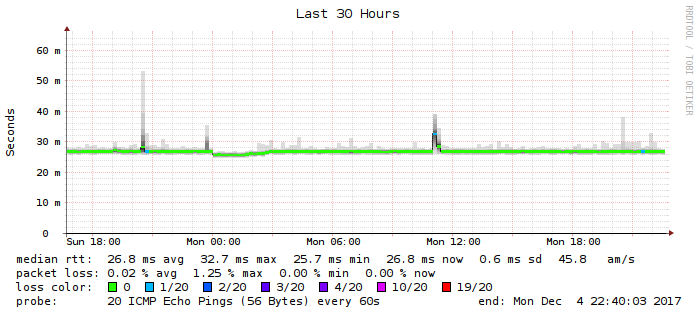 Last 30 Hours
RRDTOOL / TOBI OETIKER
Seconds
60 m
50 m
40 m
30 m
20 m
10 m
0
Sun 18:00 Mon 00:00 Mon 06:00 Mon 12:00 Mon 18:00
median rtt: 26.8 ms avg 32.7 ms max 25.7 ms min 26.8 ms now 0.6 ms sd 45.8 am/s
packet loss: 0.02 % avg 1.25 % max 0.00 % min 0.00 % now
loss color: 0 1/20 2/20 3/20 4/20 10/20 19/20
probe: 20 ICMP Echo Pings (56 Bytes) every 60s end: Mon Dec 4 22:40:03 2017